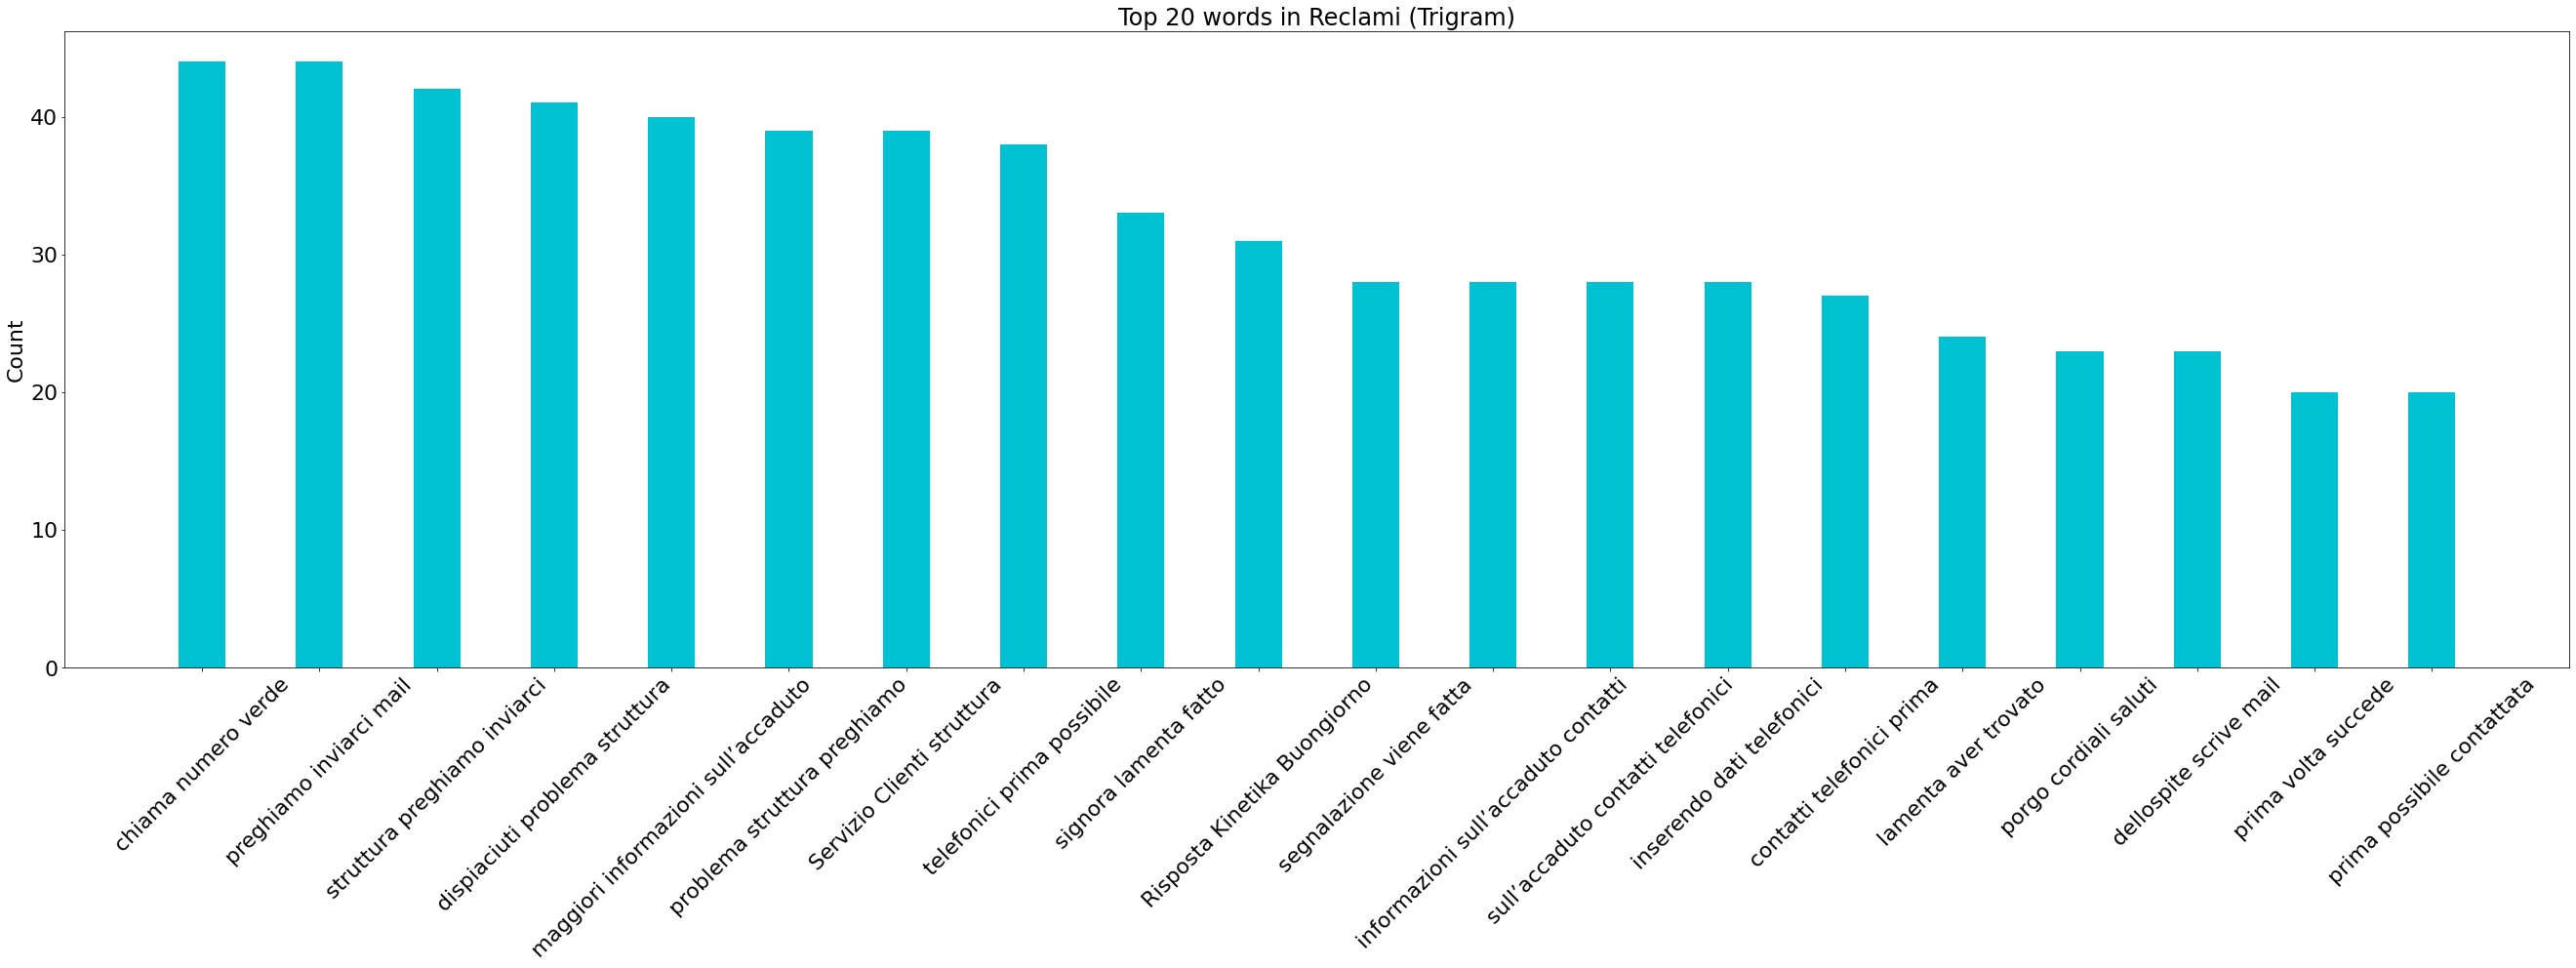 Top 20 words in Reclami (Trigram)
Count
40
30
20
10
0
chiama numero verde
preghiamo inviarci mail
struttura preghiamo inviarci
dispiaciuti problema struttura
maggiori informazioni sull’accaduto
problema struttura preghiamo
Servizio Clienti struttura
telefonici prima possibile
signora lamenta fatto
Risposta Kinetika Buongiorno
segnalazione viene fatta
informazioni sull’accaduto contatti
sull’accaduto contatti telefonici
inserendo dati telefonici
contatti telefonici prima
lamenta aver trovato
porgo cordiali saluti
dellospite scrive mail
prima volta succede
prima possibile contattata